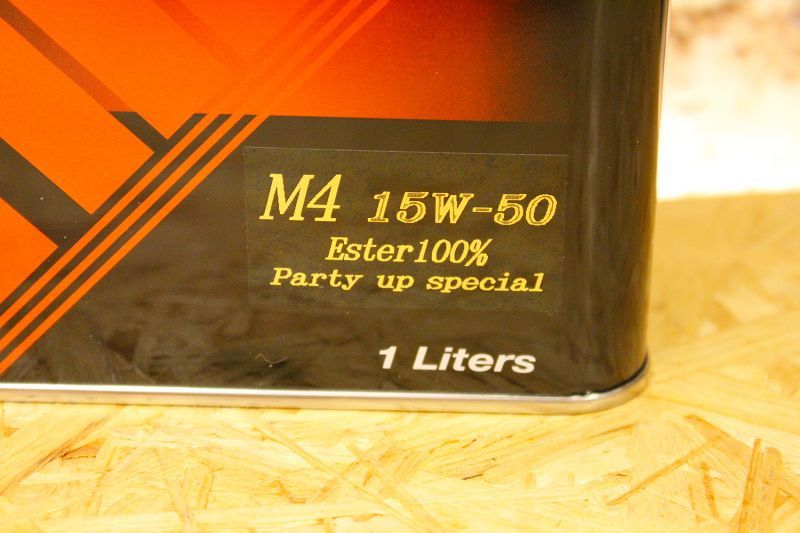 M4 15W-50
Ester100%
Party up special
1 Liters